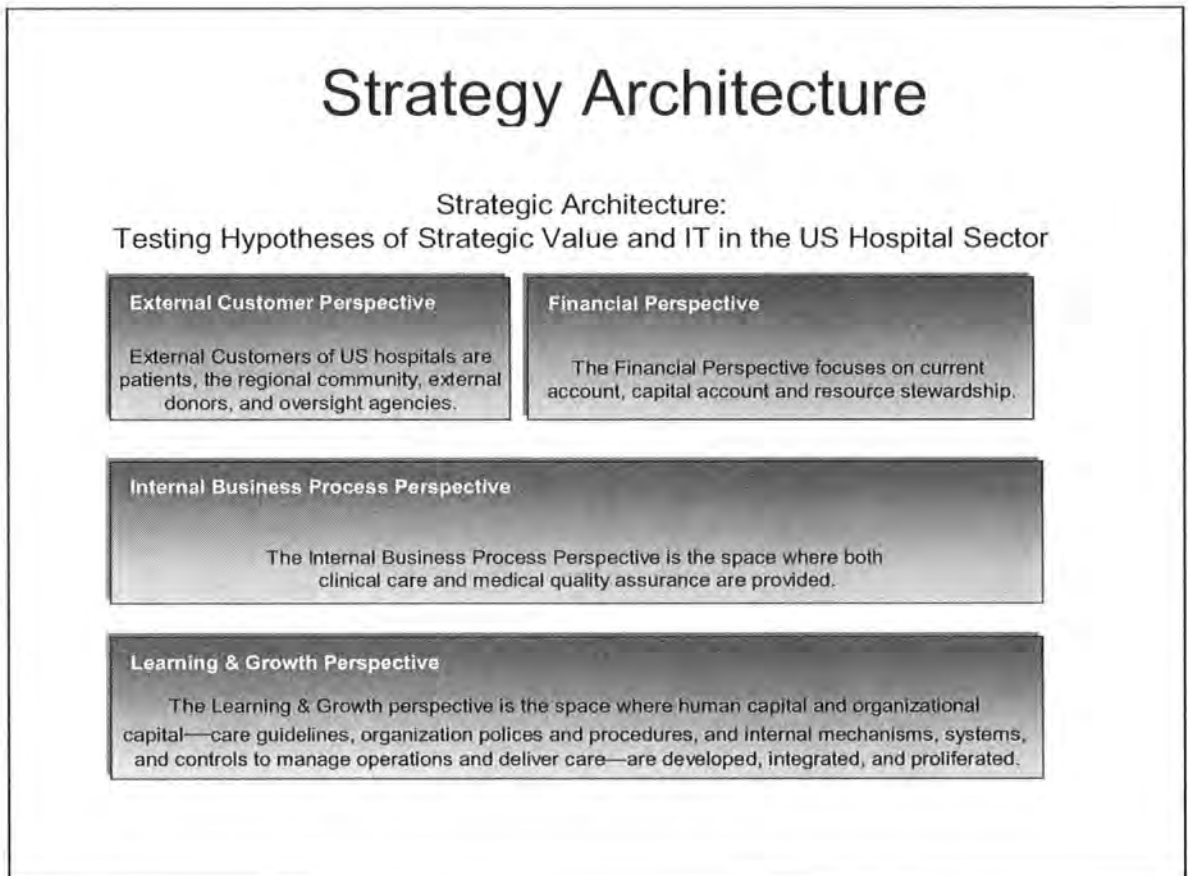 Strategy Architecture
Strategic Architecture:
Testing Hypotheses of Strategic Value and IT in the US Hospital Sector
External Customer Perspective
External Customers of US hospitals are
patients, the regional community, external
donors, and oversight agencies.
Financial Perspective
The Financial Perspective focuses on current
account, capital account and resource stewardship.
Internal Business Process Perspective
The Internal Business Process Perspective is the space where both
clinical care and medical quality assurance are provided.
Learning & Growth Perspective
The Learning & Growth perspective is the space where human capital and organizational
capital—care guidelines, organization polices and procedures, and internal mechanisms, systems,
and controls to manage operations and deliver care—are developed, integrated, and proliferated.